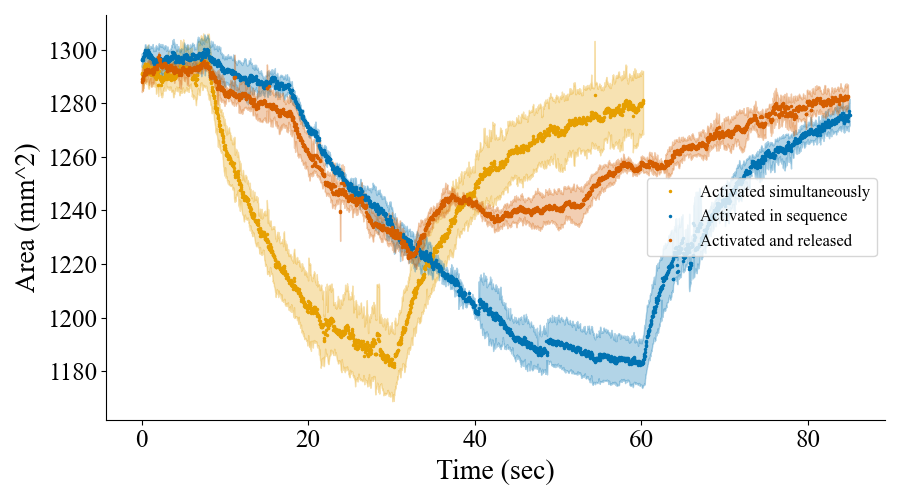 1300
1280
1260
1240
1220
1200
1180
Area (mm^2)
Activated simultaneously
Activated in sequence
Activated and released
0 20 40 60 80
Time (sec)